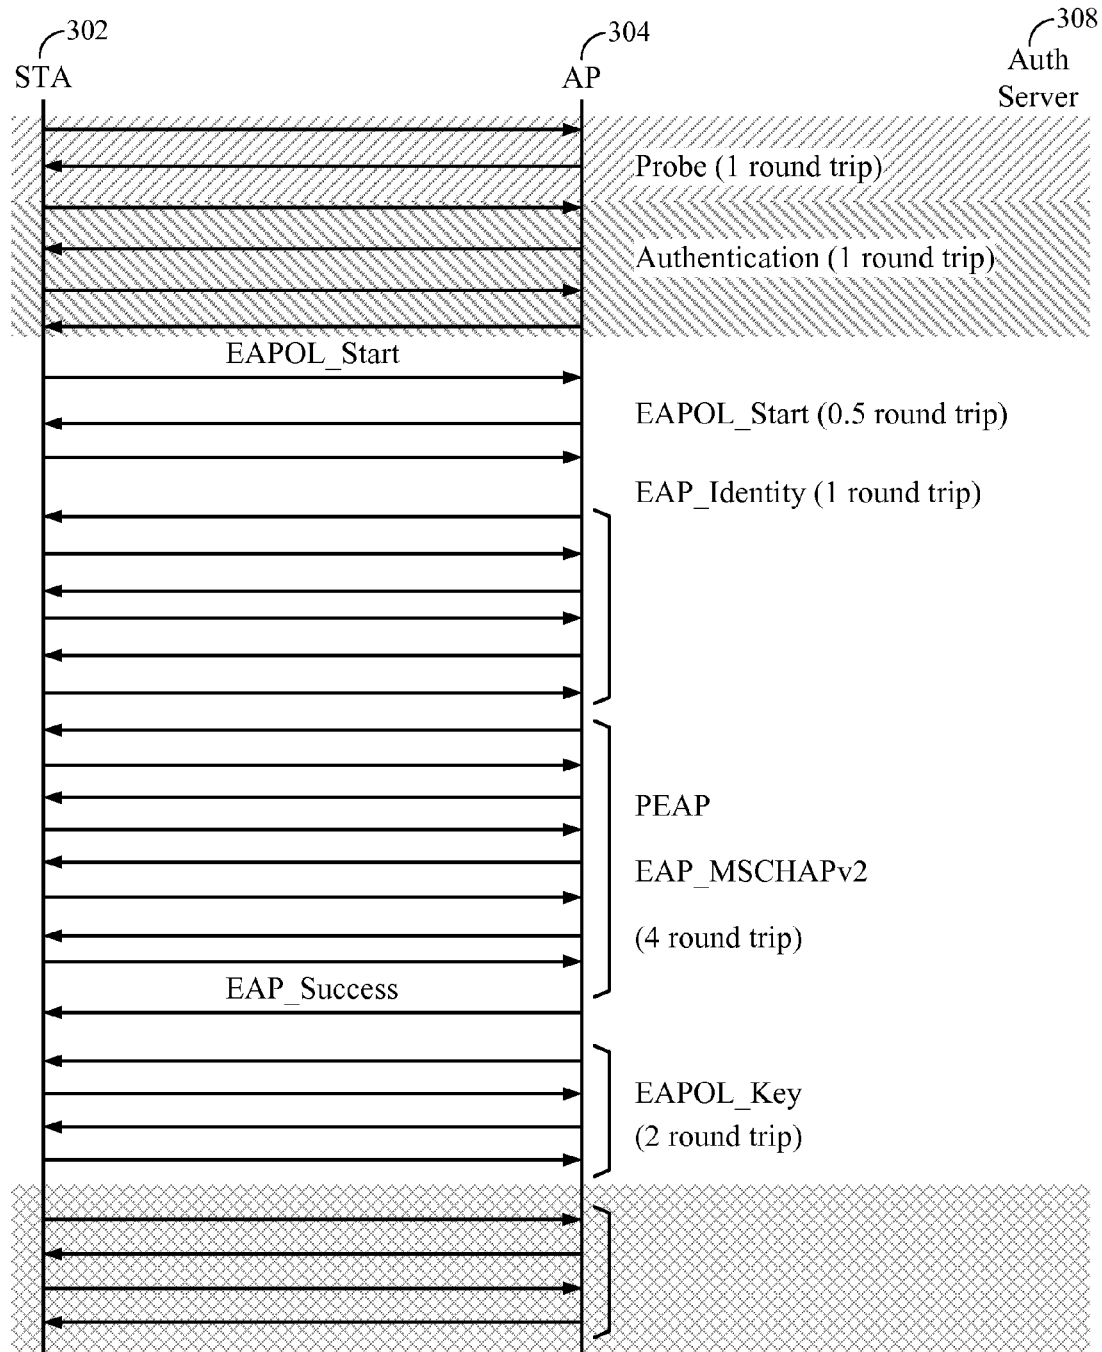 302
304
308
STA
AP
Auth
Server
Probe (1 round trip)
Authentication (1 round trip)
EAPOL_Start
EAPOL_Start (0.5 round trip)
EAP_Identity (1 round trip)
PEAP
EAP_MSCHAPv2
(4 round trip)
EAP_Success
EAPOL_Key
(2 round trip)